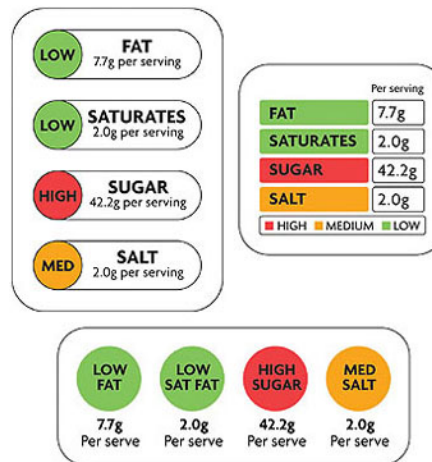 LOW
FAT
7.7g per serving
LOW
SATURATES
2.0g per serving
HIGH
SUGAR
42.2g per serving
MED
SALT
2.0g per serving
Per serving
FAT 7.7g
SATURATES 2.0g
SUGAR 42.2g
SALT 2.0g
HIGH MEDIUM LOW
LOW FAT
7.7g
Per serve
LOW SAT FAT
2.0g
Per serve
HIGH SUGAR
42.2g
Per serve
MED SALT
2.0g
Per serve